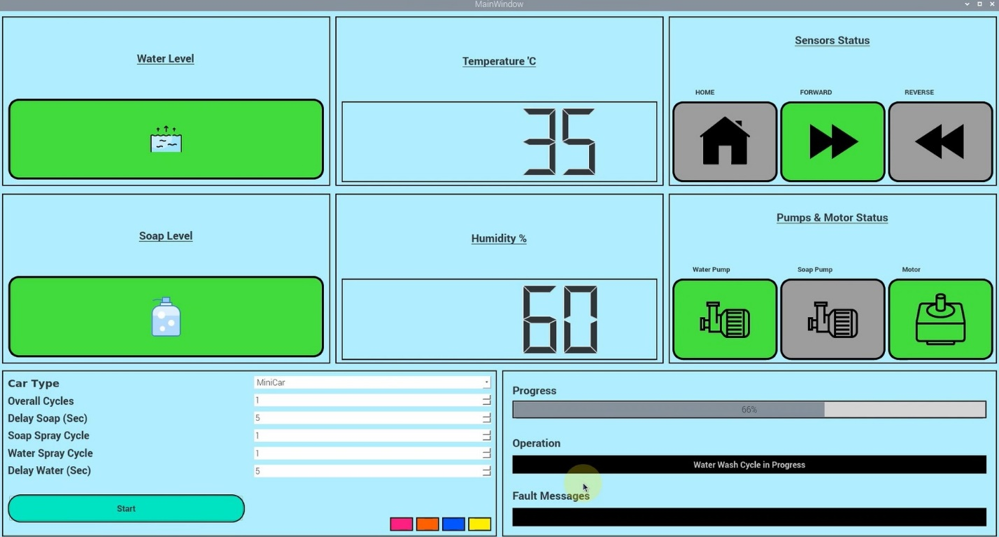 MainWindow
Water Level
Temperature 'C
35
Sensors Status
HOME
FORWARD
REVERSE
Soap Level
Humidity %
60
Pumps & Motor Status
Water Pump
Soap Pump
Motor
Car Type
MiniCar
Overall Cycles
1
Delay Soap (Sec)
5
Soap Spray Cycle
1
Water Spray Cycle
1
Delay Water (Sec)
5
Start
Progress
66%
Operation
Water Wash Cycle in Progress
Fault Messages